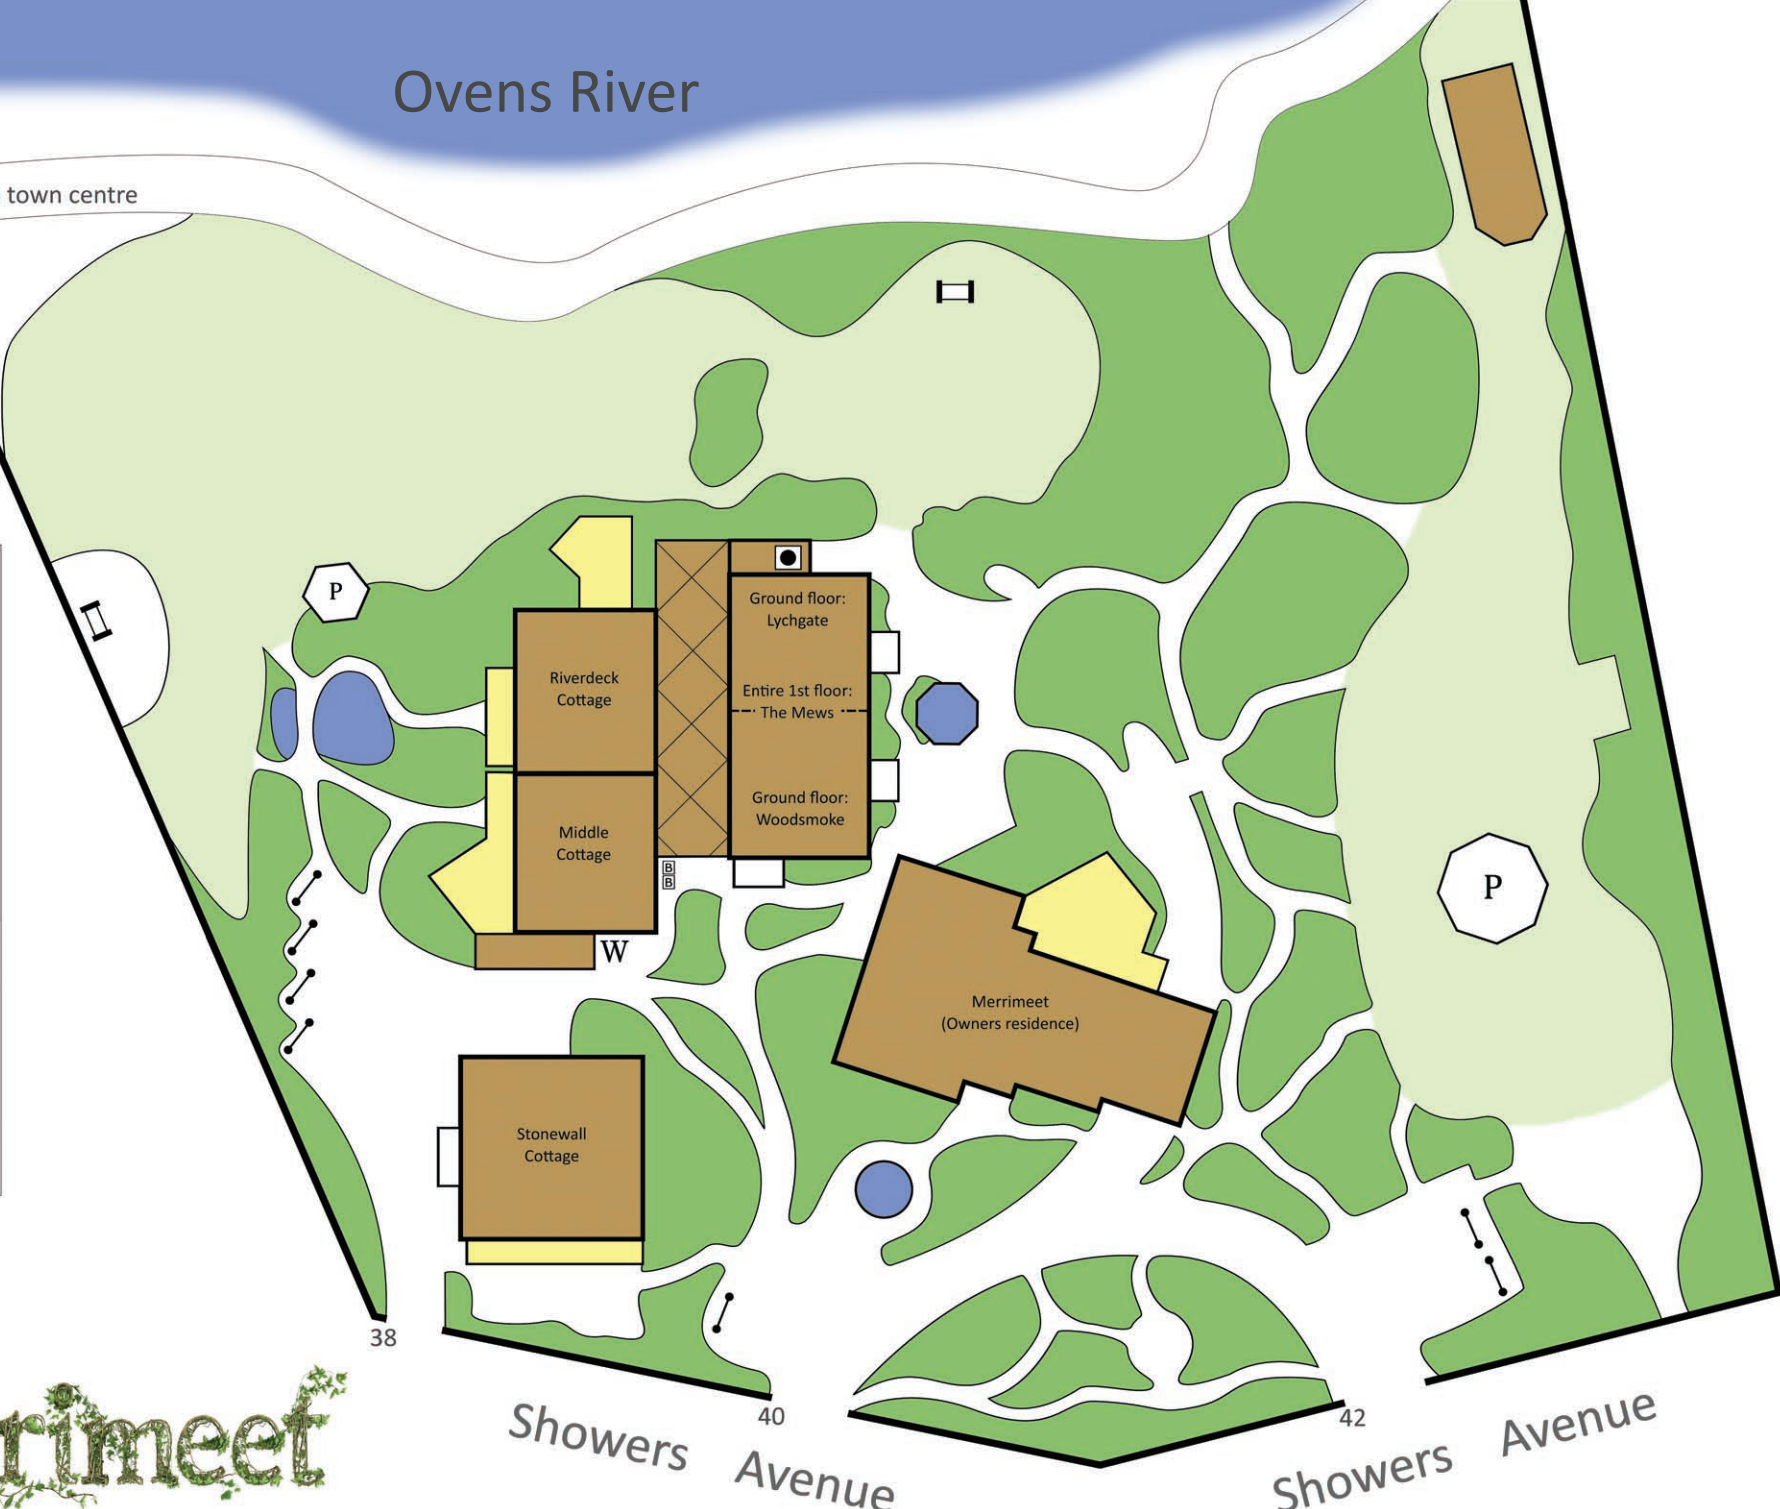 Ovens River
town centre
P
Ground floor:
Lychgate
Riverdeck
Cottage
Entire 1st floor:
The Mews
Middle
Cottage
Ground floor:
Woodsmoke
B
B
P
W
Merrimeet
(Owners residence)
Stonewall
Cottage
38
rimeet
40
42
Showers Avenue
Showers Avenue